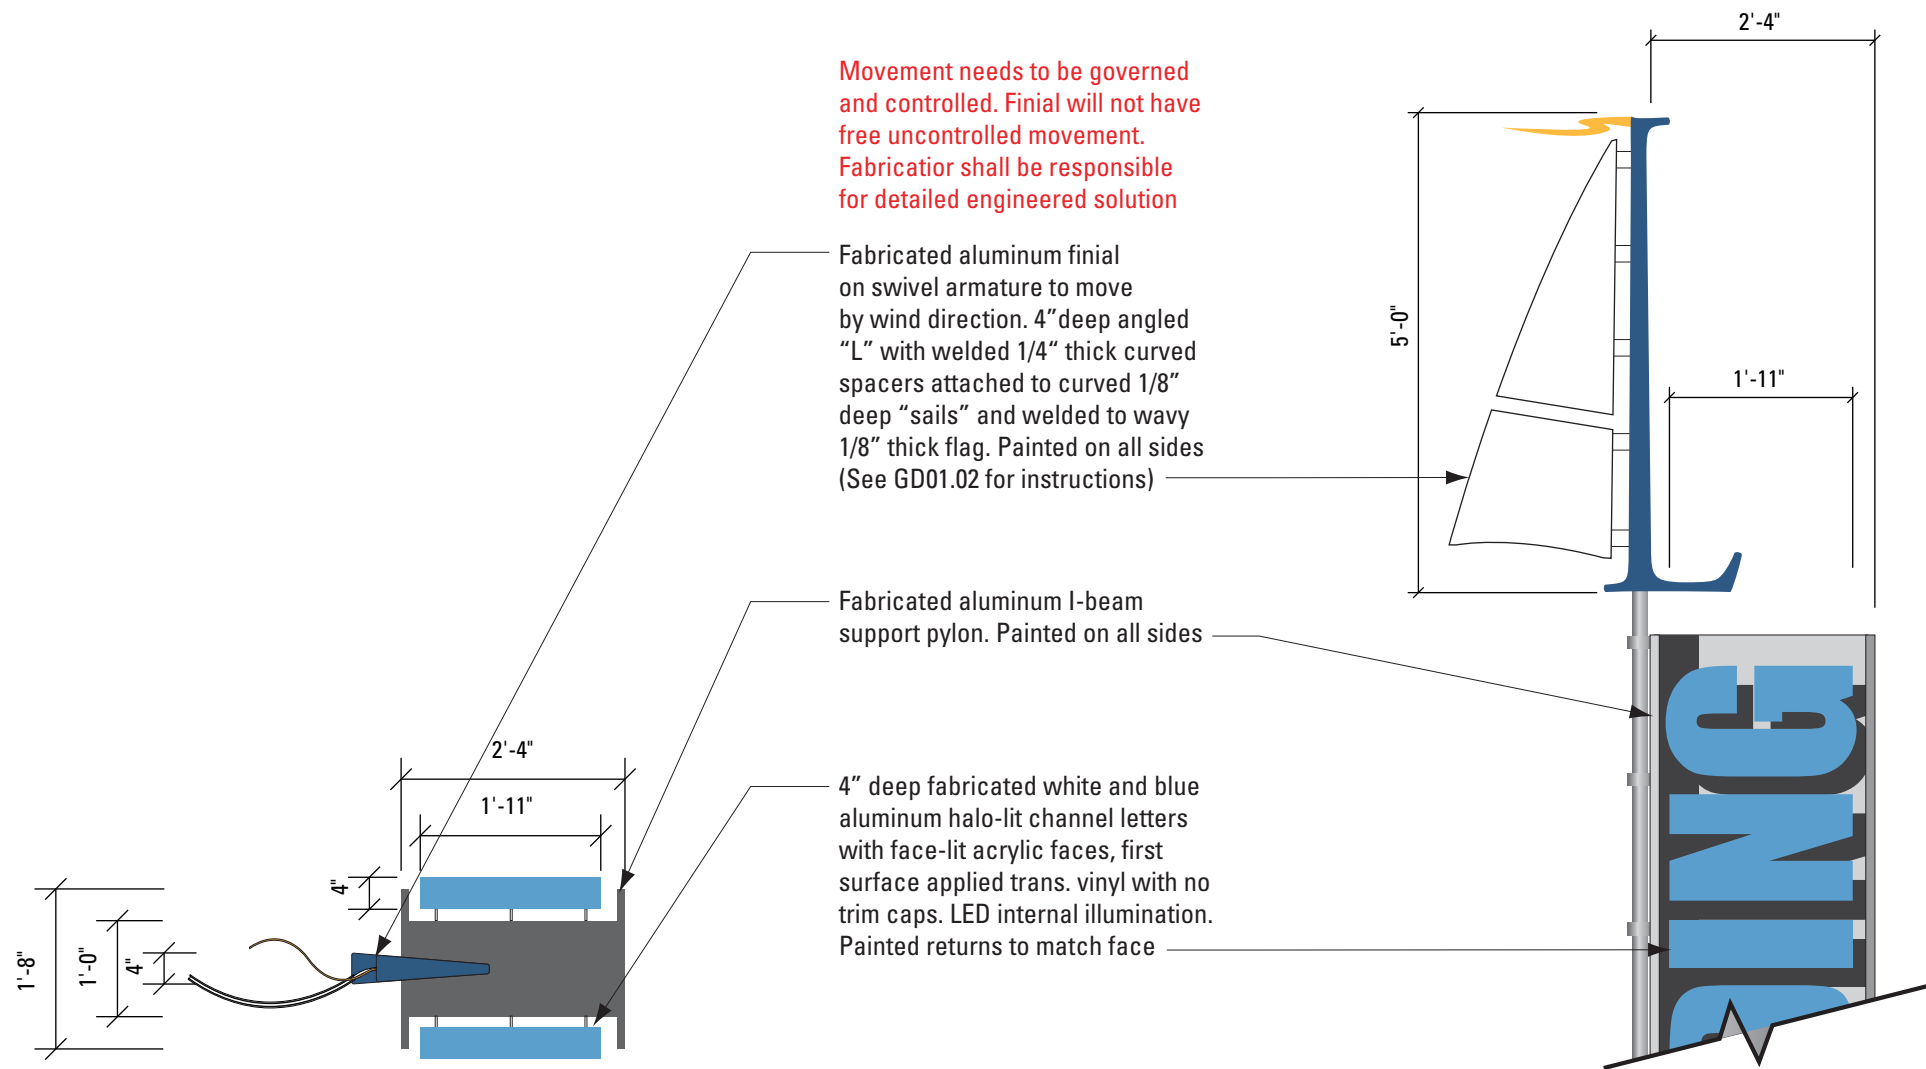 2'-4"
Movement needs to be governed
and controlled. Finial will not have
free uncontrolled movement.
Fabricatior shall be responsible
for detailed engineered solution
Fabricated aluminum finial
on swivel armature to move
by wind direction. 4”deep angled
“L” with welded 1/4“ thick curved
spacers attached to curved 1/8”
deep “sails” and welded to wavy
1/8” thick flag. Painted on all sides
(See GD01.02 for instructions)
5'-0"
1'-11"
Fabricated aluminum I-beam
support pylon. Painted on all sides
2'-4"
1'-11"
4” deep fabricated white and blue
aluminum halo-lit channel letters
with face-lit acrylic faces, first
surface applied trans. vinyl with no
trim caps. LED internal illumination.
Painted returns to match face
4"
1'-8"
1'-0"
4"
L
ING